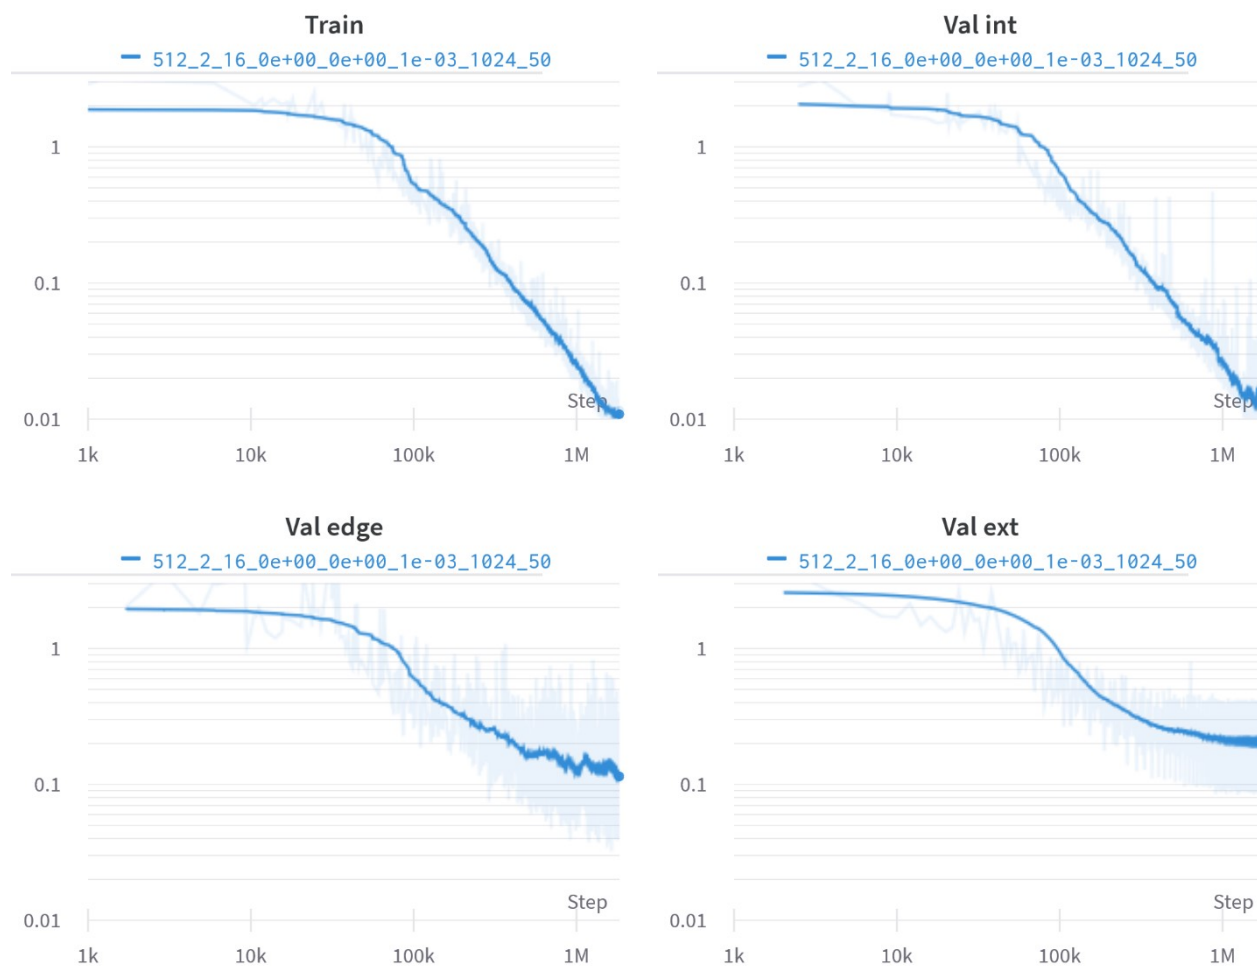 Train
512_2_16_0e+00_0e+00_1e-03_1024_50
1
0.1
0.01
Step
1k 10k 100k 1M
Val int
512_2_16_0e+00_0e+00_1e-03_1024_50
1
0.1
0.01
Step
1k 10k 100k 1M
Val edge
512_2_16_0e+00_0e+00_1e-03_1024_50
1
0.1
0.01
Step
1k 10k 100k 1M
Val ext
512_2_16_0e+00_0e+00_1e-03_1024_50
1
0.1
0.01
Step
1k 10k 100k 1M